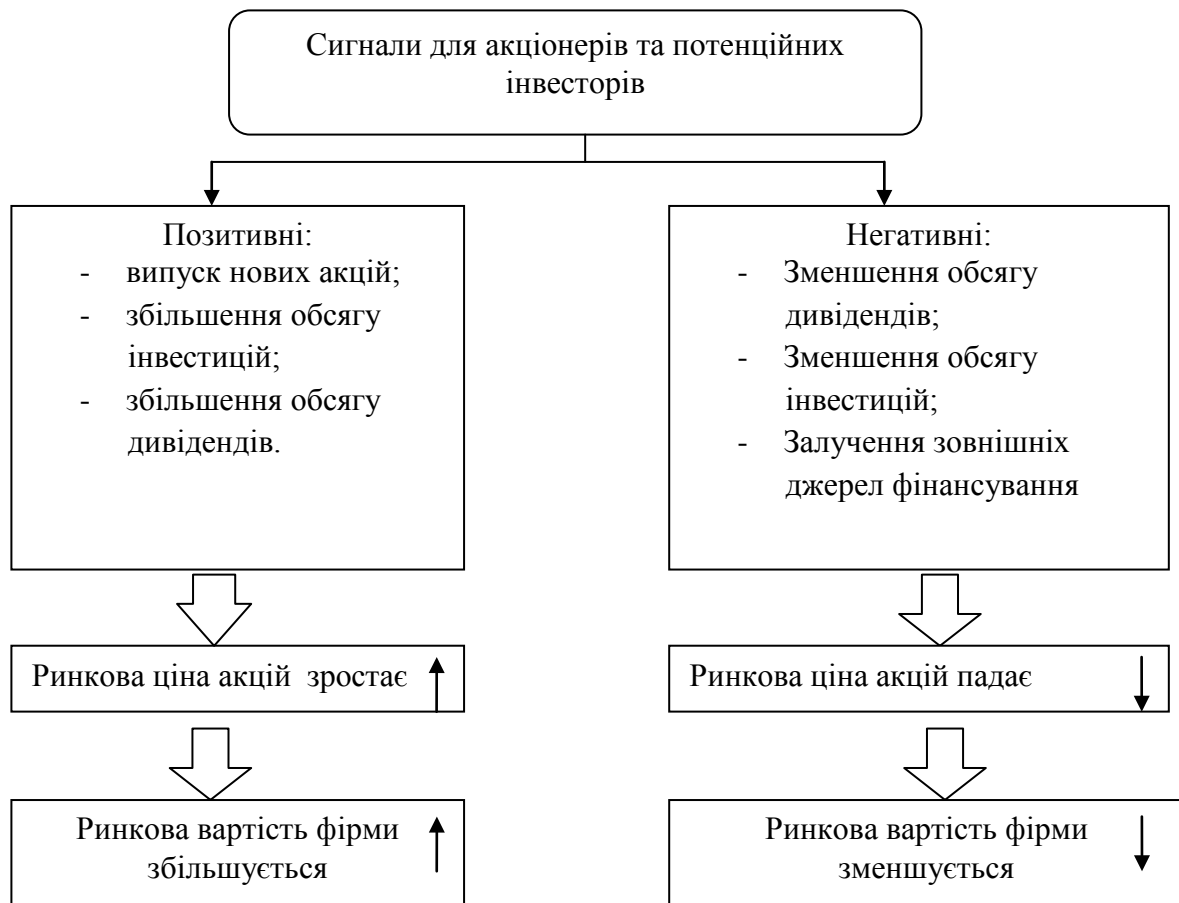 Сигнали для акціонерів та потенційних
інвесторів
Позитивні:
- випуск нових акцій;
- збільшення обсягу
інвестицій;
- збільшення обсягу
дивідендів.
Негативні:
- Зменшення обсягу
дивідендів;
- Зменшення обсягу
інвестицій;
- Залучення зовнішніх
джерел фінансування
Ринкова ціна акцій зростає
Ринкова ціна акцій падає
Ринкова вартість фірми
збільшується
Ринкова вартість фірми
зменшується